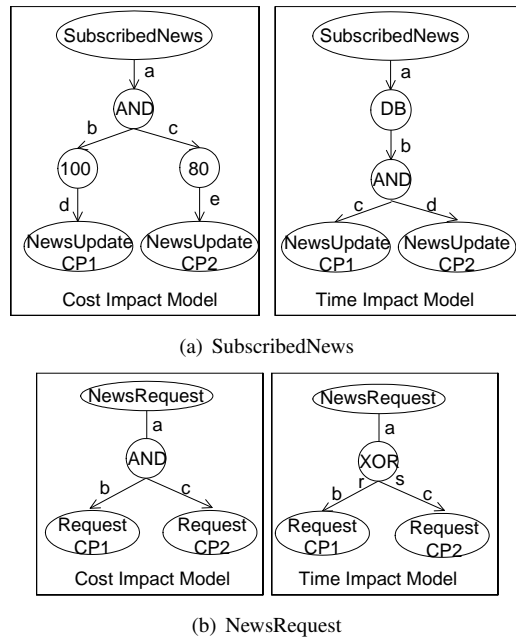 SubscribedNews
a
AND
b
c
100
80
d
e
NewsUpdate
CP1
NewsUpdate
CP2
Cost Impact Model
SubscribedNews
a
DB
b
AND
c
d
NewsUpdate
CP1
NewsUpdate
CP2
Time Impact Model
(a) SubscribedNews
NewsRequest
a
AND
b
c
Request
CP1
Request
CP2
Cost Impact Model
NewsRequest
a
XOR
r
s
b
c
Request
CP1
Request
CP2
Time Impact Model
(b) NewsRequest